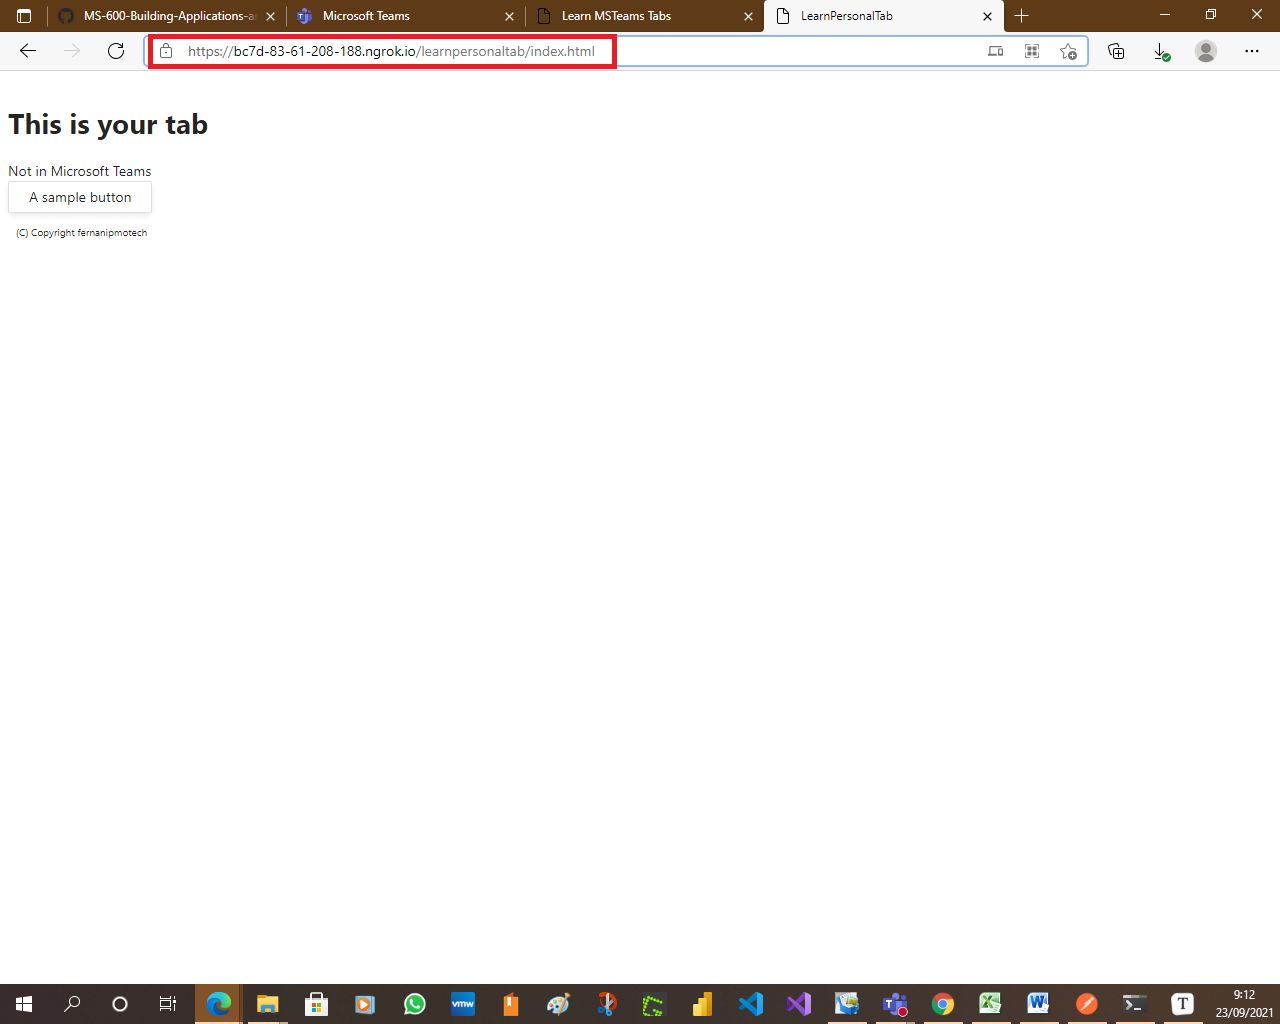 MS-600-Building-Applications-a
Microsoft Teams
Learn MSTeams Tabs
LearnPersonalTab
https://bc7d-83-61-208-188.ngrok.io/learnpersonaltab/index.html
This is your tab
Not in Microsoft Teams
A sample button
(C) Copyright fernanipmotech
vmw
T
9:12
23/09/2021